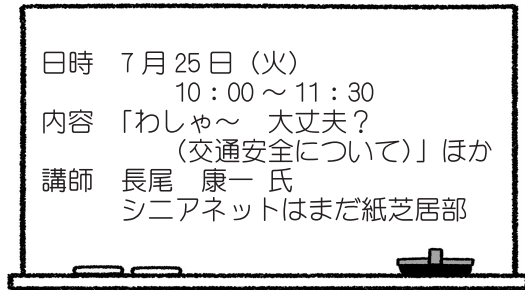 日時　7月25日（火）
10：00～11：30
内容　「わしゃ～　大丈夫？
（交通安全について）」ほか
講師　長尾　康一 氏
シニアネットはまだ紙芝居部